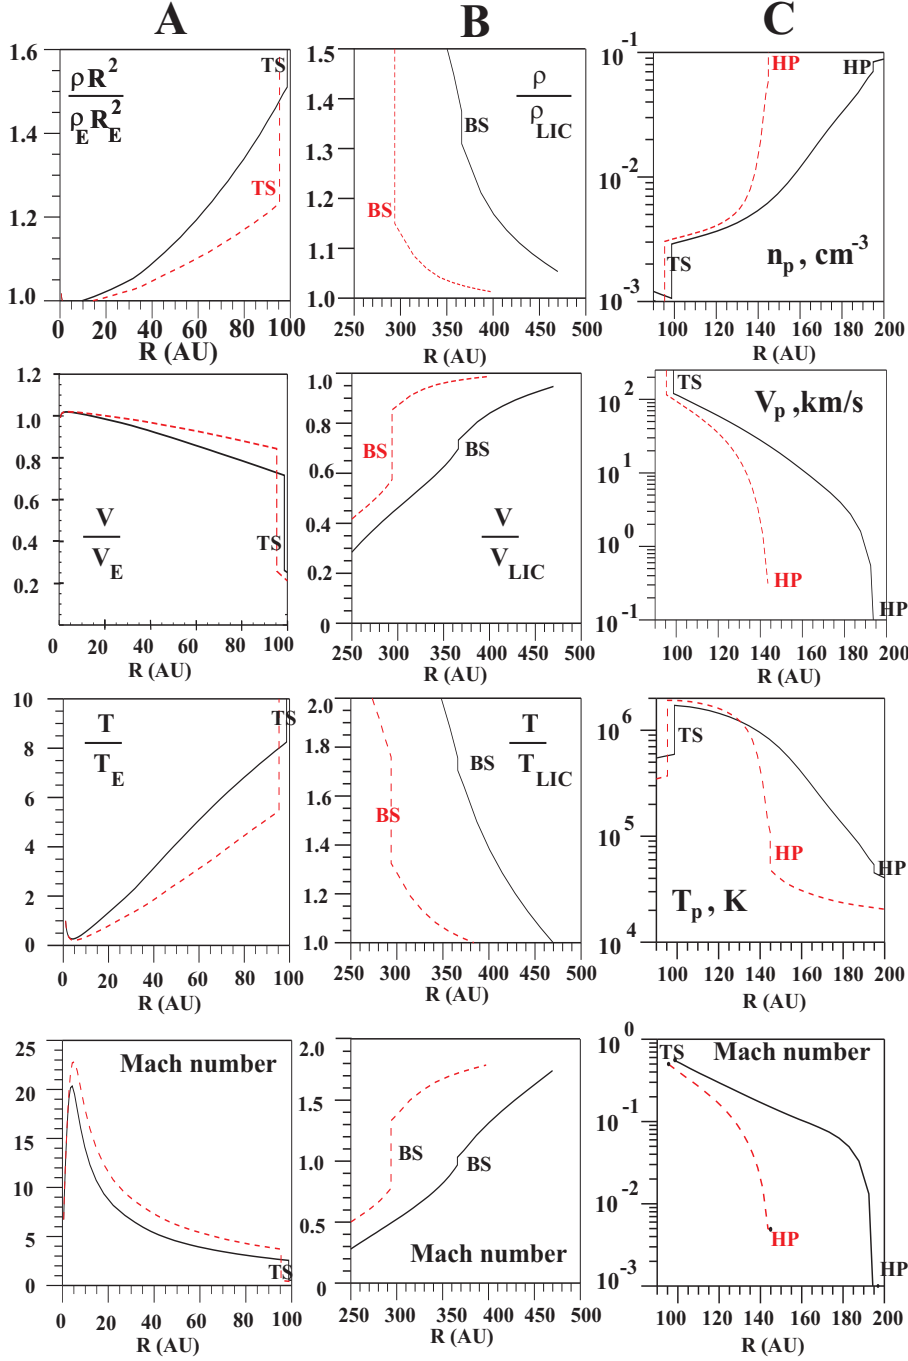 A B C
1.6
1.4
1.2
1.0
ρR²
ρ_E R_E²
TS
TS
0 20 40 60 80 100
R (AU)
1.5
1.4
1.3
1.2
1.1
1.0
ρ
ρ_LIC
BS
BS
250 300 350 400 450 500
R (AU)
10⁻¹
10⁻²
10⁻³
HP
HP
TS
n_p , cm⁻³
100 120 140 160 180 200
R (AU)
1.2
1.0
0.8
0.6
0.4
0.2
V
V_E
TS
0 20 40 60 80 100
R (AU)
1.0
0.8
0.6
0.4
0.2
0
BS
BS
V
V_LIC
250 300 350 400 450 500
R (AU)
10²
10¹
10⁰
10⁻¹
TS
V_p ,km/s
HP
HP
100 120 140 160 180 200
R (AU)
10
8
6
4
2
0
T
T_E
TS
0 20 40 60 80 100
R (AU)
2.0
1.8
1.6
1.4
1.2
1.0
T
T_LIC
BS
BS
250 300 350 400 450 500
R (AU)
10⁶
10⁵
10⁴
TS
HP
HP
T_p , K
100 120 140 160 180 200
R (AU)
25
20
15
10
5
0
Mach number
TS
0 20 40 60 80 100
R (AU)
2.0
1.5
1.0
0.5
0
BS
BS
Mach number
250 300 350 400 450 500
R (AU)
10⁰
10⁻¹
10⁻²
10⁻³
Mach number
TS
HP
HP
100 120 140 160 180 200
R (AU)